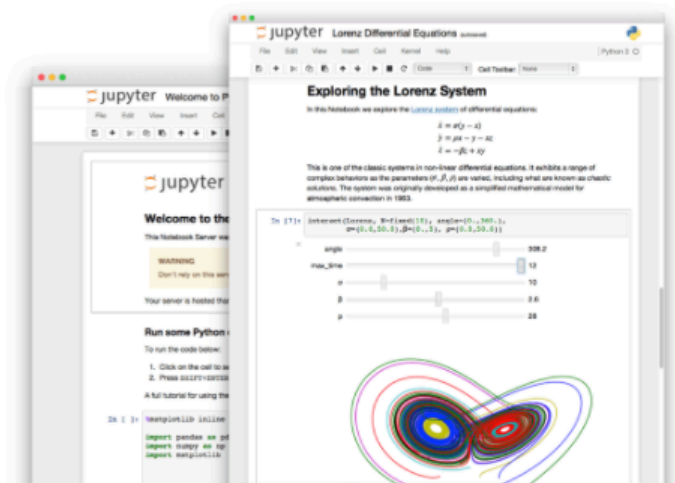 jupyter Lorenz Differential Equations (autosaved)
File Edit View Insert Cell Kernel Help Python 3 O
Code Cell Toolbar: None
Exploring the Lorenz System
In this Notebook we explore the Lorenz system of differential equations:
ẋ = σ(y − x)
ẏ = ρx − y − xz
ż = −βz + xy
This is one of the classic systems in non-linear differential equations. It exhibits a range of
complex behaviors as the parameters (σ, β, ρ) are varied, including what are known as chaotic
solutions. The system was originally developed as a simplified mathematical model for
atmospheric convection in 1963.
In [7]: interact(Lorenz, N=fixed(10), angle=(0.,360.),
σ=(0.0,50.0),β=(0.,5), ρ=(0.0,50.0))
angle 308.2
max_time 12
σ 10
β 2.6
ρ 28
jupyter Welcome to P
File Edit View Insert Cel
jupyter
Welcome to the
This Notebook Server wa
WARNING
Don't rely on this serv
Your server is hosted than
Run some Python
To run the code below:
1. Click on the cell to se
2. Press SHIFT+ENTER
A full tutorial for using the
In [ ]: %matplotlib inline
import pandas as pd
import numpy as np
import matplotlib